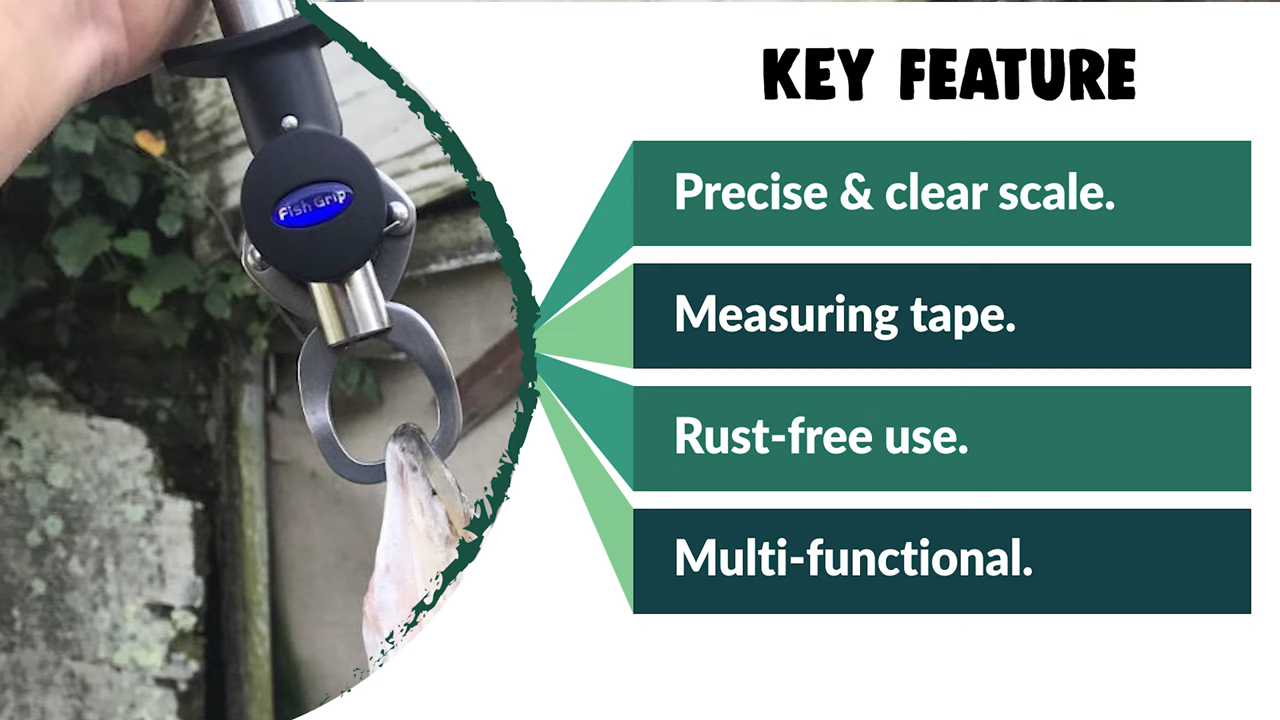 KEY FEATURE
Fish Grip
Precise & clear scale.
Measuring tape.
Rust-free use.
Multi-functional.